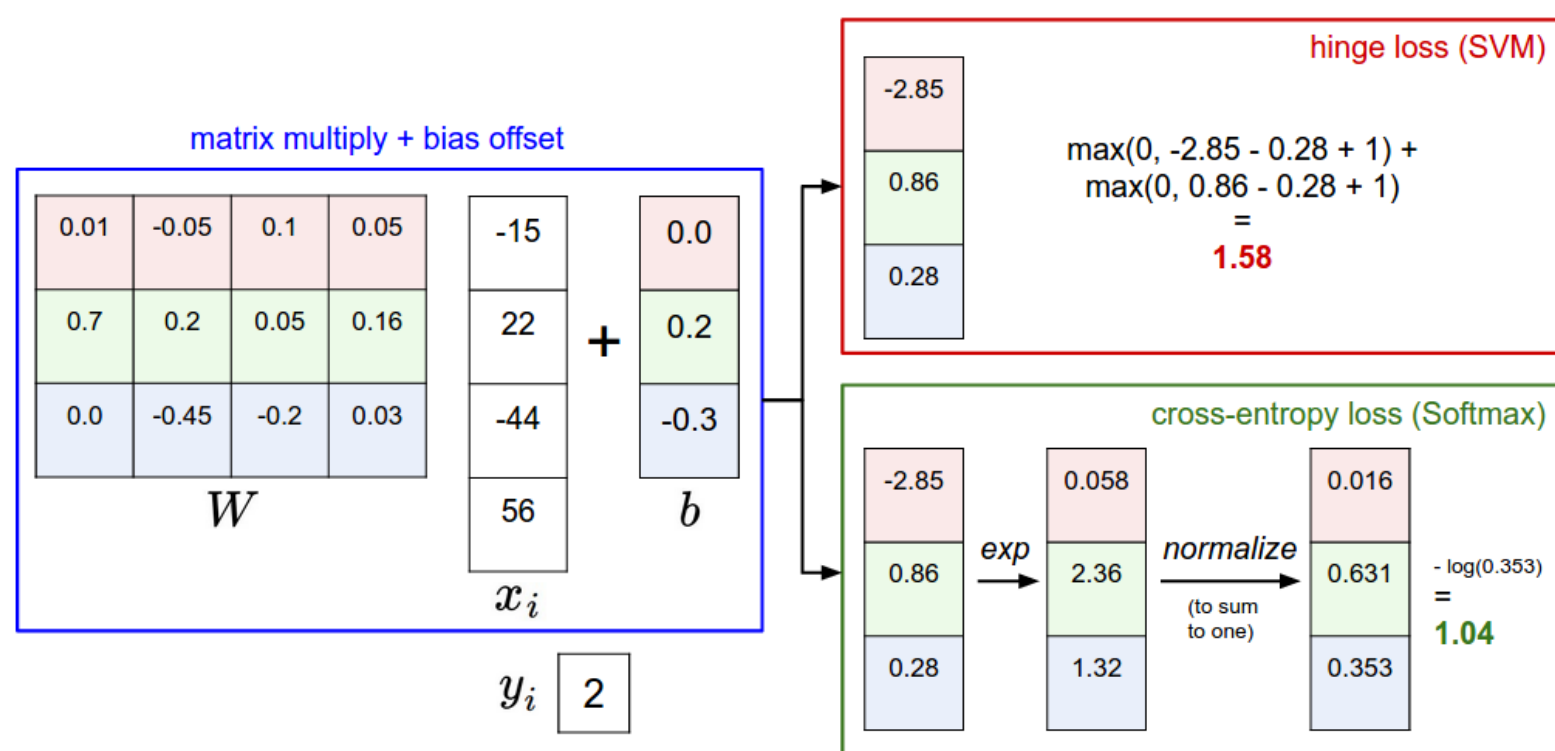 matrix multiply + bias offset
0.01 -0.05 0.1 0.05
0.7 0.2 0.05 0.16
0.0 -0.45 -0.2 0.03
W
-15
22
-44
56
x_i
+
0.0
0.2
-0.3
b
y_i 2
hinge loss (SVM)
-2.85
0.86
0.28
max(0, -2.85 - 0.28 + 1) +
max(0, 0.86 - 0.28 + 1)
=
1.58
cross-entropy loss (Softmax)
-2.85
0.86
0.28
exp
0.058
2.36
1.32
normalize
(to sum
to one)
0.016
0.631
0.353
- log(0.353)
=
1.04